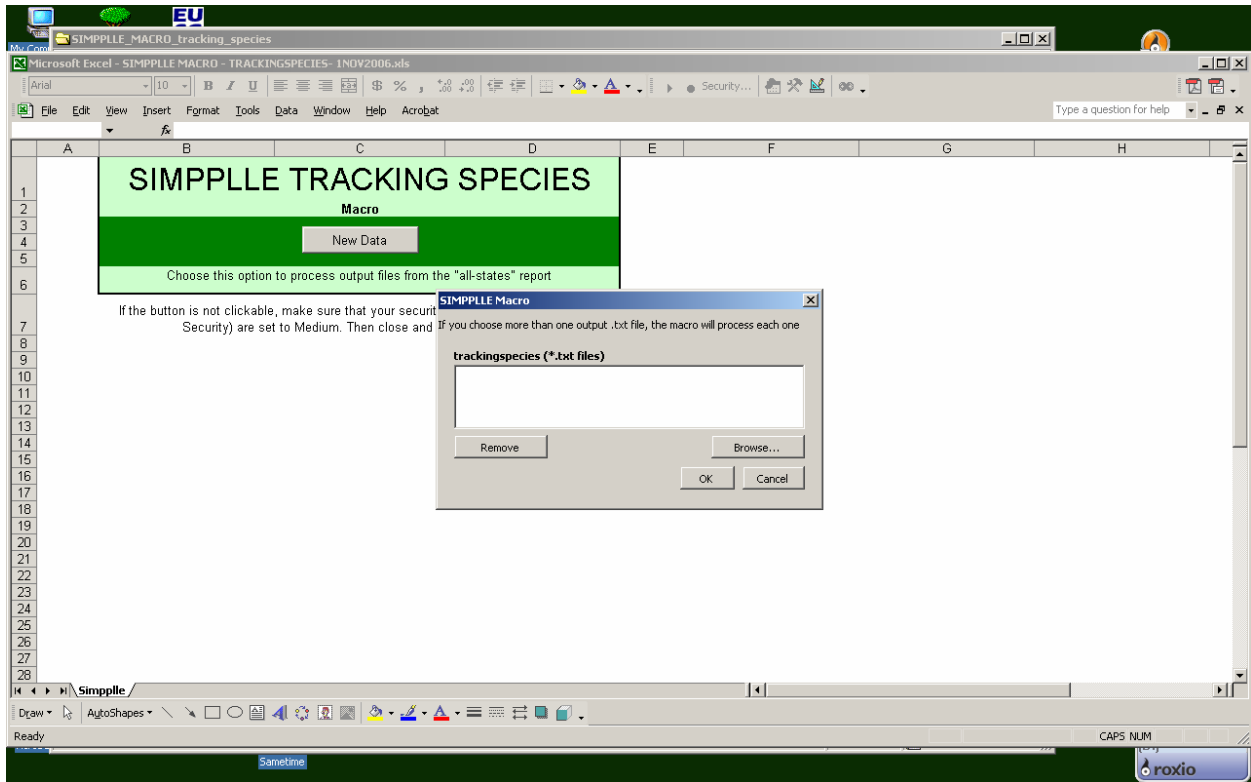 EU
My Com
SIMPPLLE_MACRO_tracking_species
Microsoft Excel - SIMPPLLE MACRO - TRACKINGSPECIES- 1NOV2006.xls
Arial 10 B I U $ % , Security...
File Edit View Insert Format Tools Data Window Help Acrobat Type a question for help
fx
A B C D E F G H
1
2
3
4
5
6
7
8
9
10
11
12
13
14
15
16
17
18
19
20
21
22
23
24
25
26
27
28
SIMPPLLE TRACKING SPECIES
Macro
New Data
Choose this option to process output files from the "all-states" report
If the button is not clickable, make sure that your securit
Security) are set to Medium. Then close and
SIMPPLLE Macro
If you choose more than one output .txt file, the macro will process each one
trackingspecies (*.txt files)
Remove Browse...
OK Cancel
Simpplle
Draw AutoShapes
Ready CAPS NUM
Sametime
roxio